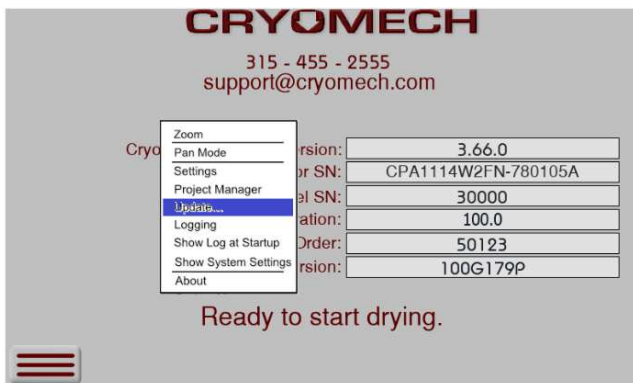 CRYOMECH
315 - 455 - 2555
support@cryomech.com
Zoom
Pan Mode
Settings
Project Manager
Update...
Logging
Show Log at Startup
Show System Settings
About
Cryo
rsion: 3.66.0
or SN: CPA1114W2FN-780105A
el SN: 30000
ration: 100.0
Order: 50123
rsion: 100G179P
Ready to start drying.